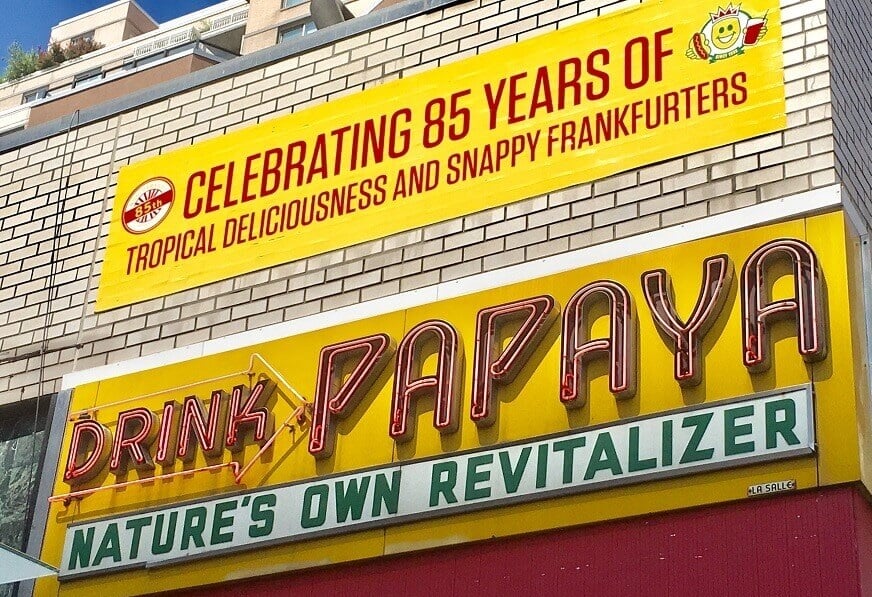 CELEBRATING 85 YEARS OF
85th
TROPICAL DELICIOUSNESS AND SNAPPY FRANKFURTERS
DRINK PAPAYA
NATURE'S OWN REVITALIZER
LA SALLE